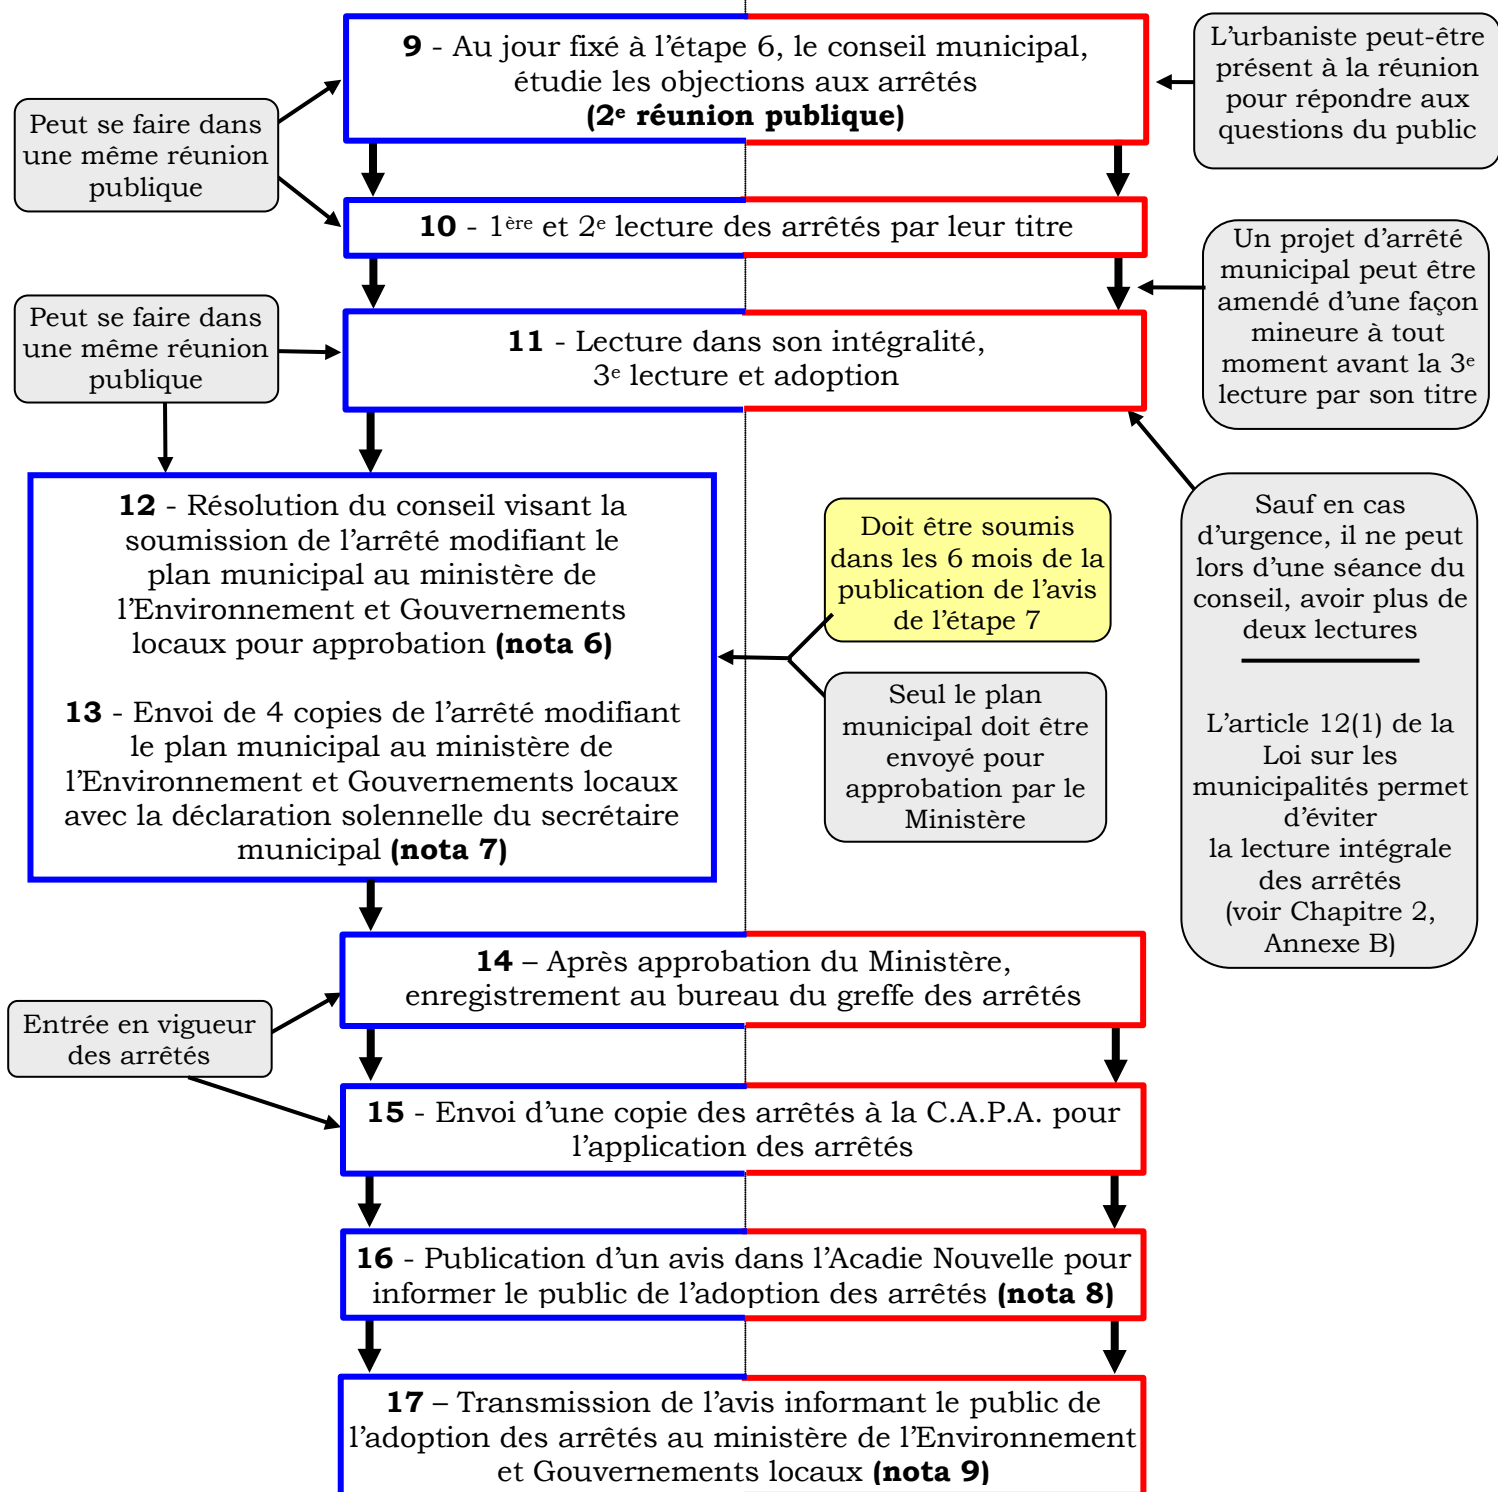 9 - Au jour fixé à l’étape 6, le conseil municipal,
étudie les objections aux arrêtés
(2e réunion publique)
L’urbaniste peut-être
présent à la réunion
pour répondre aux
questions du public
Peut se faire dans
une même réunion
publique
10 - 1ère et 2e lecture des arrêtés par leur titre
Un projet d’arrêté
municipal peut être
amendé d’une façon
mineure à tout
moment avant la 3e
lecture par son titre
Peut se faire dans
une même réunion
publique
11 - Lecture dans son intégralité,
3e lecture et adoption
Sauf en cas
d’urgence, il ne peut
lors d’une séance du
conseil, avoir plus de
deux lectures
L’article 12(1) de la
Loi sur les
municipalités permet
d’éviter
la lecture intégrale
des arrêtés
(voir Chapitre 2,
Annexe B)
12 - Résolution du conseil visant la
soumission de l’arrêté modifiant le
plan municipal au ministère de
l’Environnement et Gouvernements
locaux pour approbation (nota 6)
13 - Envoi de 4 copies de l’arrêté modifiant
le plan municipal au ministère de
l’Environnement et Gouvernements locaux
avec la déclaration solennelle du secrétaire
municipal (nota 7)
Doit être soumis
dans les 6 mois de la
publication de l’avis
de l’étape 7
Seul le plan
municipal doit être
envoyé pour
approbation par le
Ministère
14 – Après approbation du Ministère,
enregistrement au bureau du greffe des arrêtés
Entrée en vigueur
des arrêtés
15 - Envoi d’une copie des arrêtés à la C.A.P.A. pour
l’application des arrêtés
16 - Publication d’un avis dans l’Acadie Nouvelle pour
informer le public de l’adoption des arrêtés (nota 8)
17 – Transmission de l’avis informant le public de
l’adoption des arrêtés au ministère de l’Environnement
et Gouvernements locaux (nota 9)